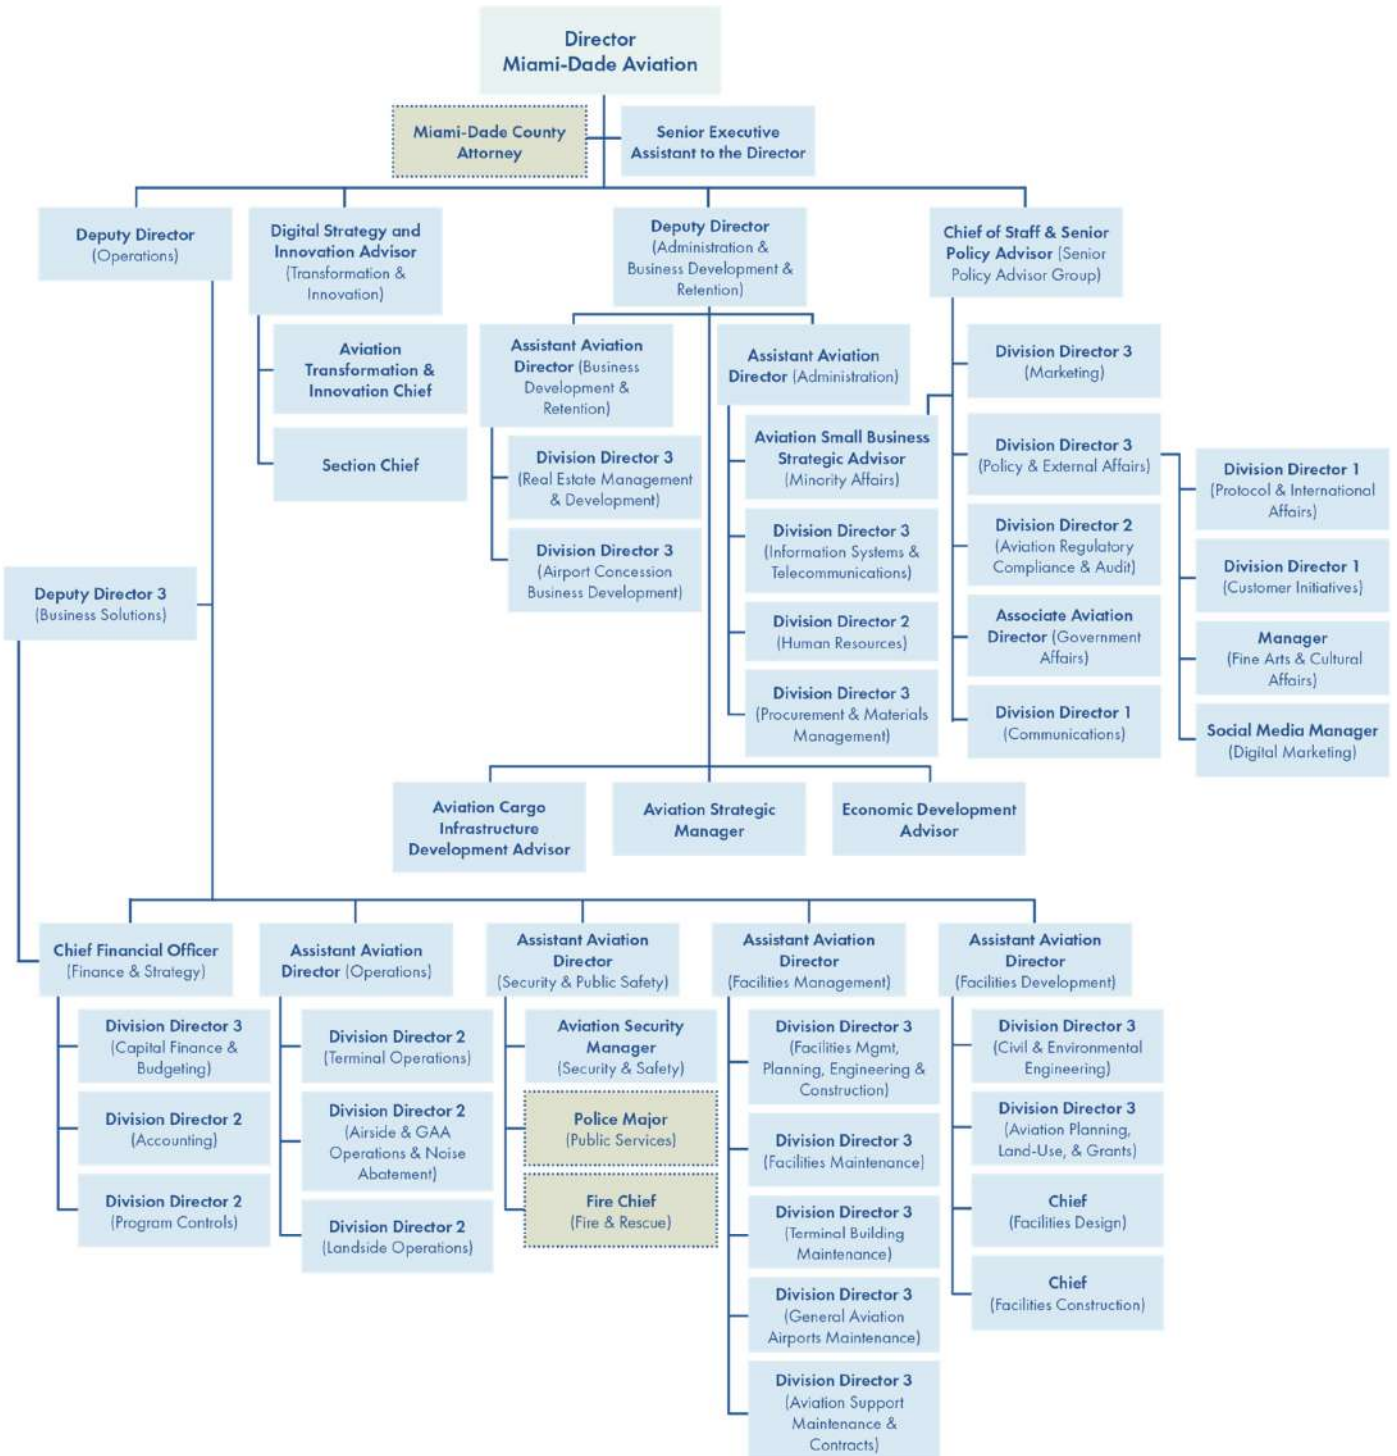 Director
Miami-Dade Aviation
Miami-Dade County
Attorney
Senior Executive
Assistant to the Director
Deputy Director
(Operations)
Digital Strategy and
Innovation Advisor
(Transformation &
Innovation)
Deputy Director
(Administration &
Business Development &
Retention)
Chief of Staff & Senior
Policy Advisor (Senior
Policy Advisor Group)
Aviation
Transformation &
Innovation Chief
Section Chief
Assistant Aviation
Director (Business
Development &
Retention)
Division Director 3
(Real Estate Management
& Development)
Division Director 3
(Airport Concession
Business Development)
Assistant Aviation
Director (Administration)
Aviation Small Business
Strategic Advisor
(Minority Affairs)
Division Director 3
(Information Systems &
Telecommunications)
Division Director 2
(Human Resources)
Division Director 3
(Procurement & Materials
Management)
Division Director 3
(Marketing)
Division Director 3
(Policy & External Affairs)
Division Director 2
(Aviation Regulatory
Compliance & Audit)
Associate Aviation
Director (Government
Affairs)
Division Director 1
(Communications)
Division Director 1
(Protocol & International
Affairs)
Division Director 1
(Customer Initiatives)
Manager
(Fine Arts & Cultural
Affairs)
Social Media Manager
(Digital Marketing)
Deputy Director 3
(Business Solutions)
Aviation Cargo
Infrastructure
Development Advisor
Aviation Strategic
Manager
Economic Development
Advisor
Chief Financial Officer
(Finance & Strategy)
Division Director 3
(Capital Finance &
Budgeting)
Division Director 2
(Accounting)
Division Director 2
(Program Controls)
Assistant Aviation
Director (Operations)
Division Director 2
(Terminal Operations)
Division Director 2
(Airside & GAA
Operations & Noise
Abatement)
Division Director 2
(Landside Operations)
Assistant Aviation
Director
(Security & Public Safety)
Aviation Security
Manager
(Security & Safety)
Police Major
(Public Services)
Fire Chief
(Fire & Rescue)
Assistant Aviation
Director
(Facilities Management)
Division Director 3
(Facilities Mgmt,
Planning, Engineering &
Construction)
Division Director 3
(Facilities Maintenance)
Division Director 3
(Terminal Building
Maintenance)
Division Director 3
(General Aviation
Airports Maintenance)
Division Director 3
(Aviation Support
Maintenance &
Contracts)
Assistant Aviation
Director
(Facilities Development)
Division Director 3
(Civil & Environmental
Engineering)
Division Director 3
(Aviation Planning,
Land-Use, & Grants)
Chief
(Facilities Design)
Chief
(Facilities Construction)